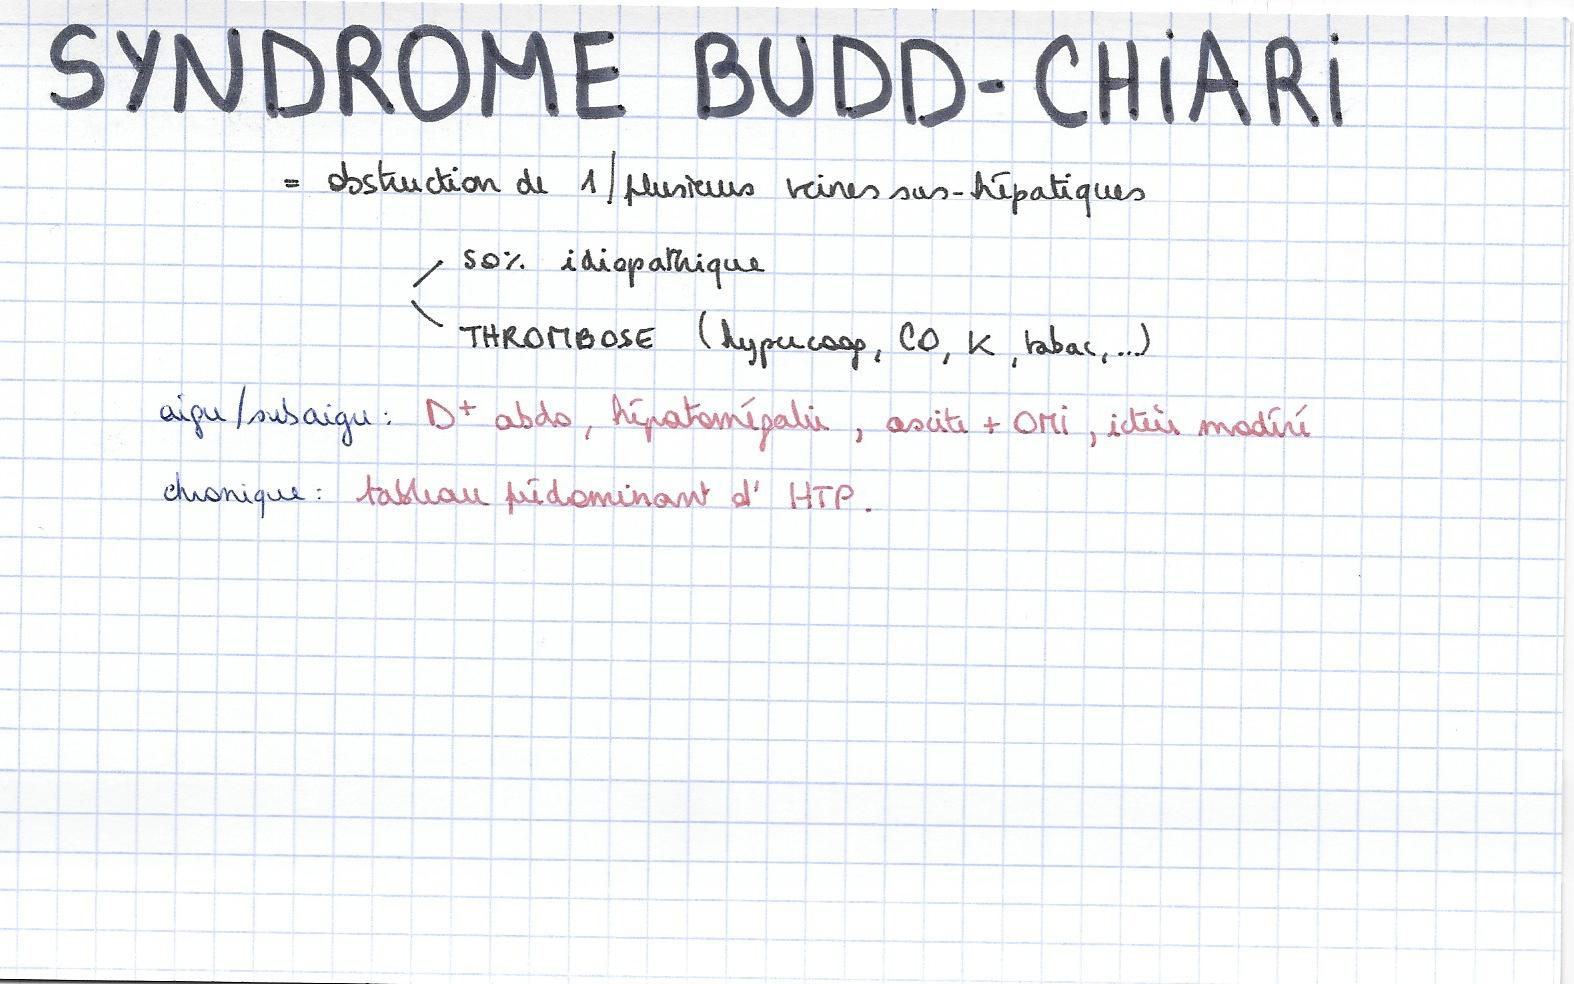 SYNDROME BUDD-CHiARi
= obstruction de 1/plusieurs veines sus-hépatiques
50% idiopathique
THROMBOSE (hypercoag, CO, K, tabac, ...)
aigu/subaigu : D+ abdo, hépatomégalie, ascite + OMi, ictère modéré
chronique : tableau prédominant d' HTP.